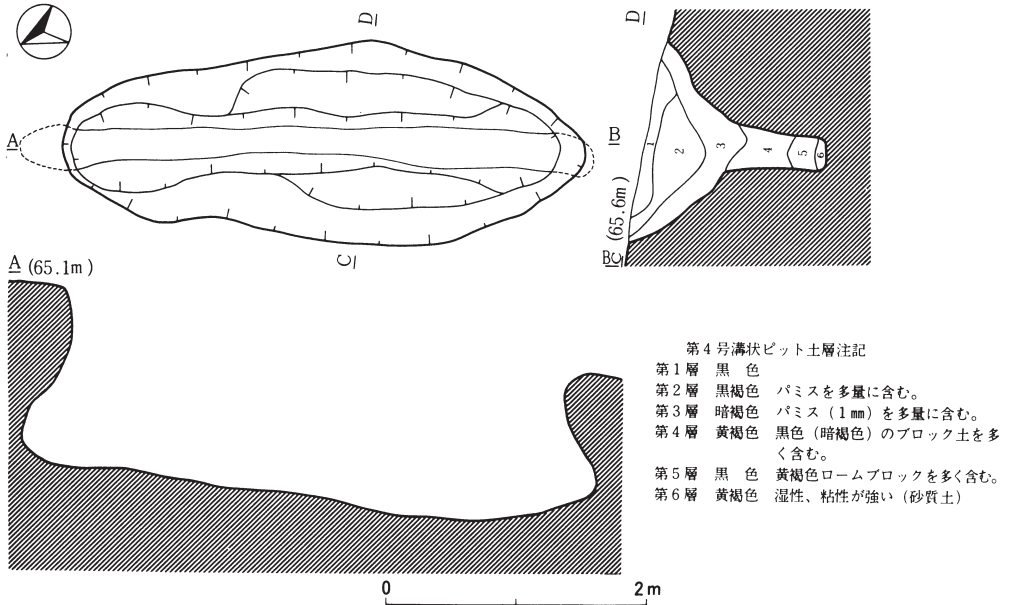 D
D
A
B
1
2
3
4
5
6
(65.6m)
C
BC
A (65.1m)
第4号溝状ピット土層注記
第1層 黒 色
第2層 黒褐色 パミスを多量に含む。
第3層 暗褐色 パミス(1㎜)を多量に含む。
第4層 黄褐色 黒色(暗褐色)のブロック土を多
く含む。
第5層 黒 色 黄褐色ロームブロックを多く含む。
第6層 黄褐色 湿性、粘性が強い(砂質土)
0 2m